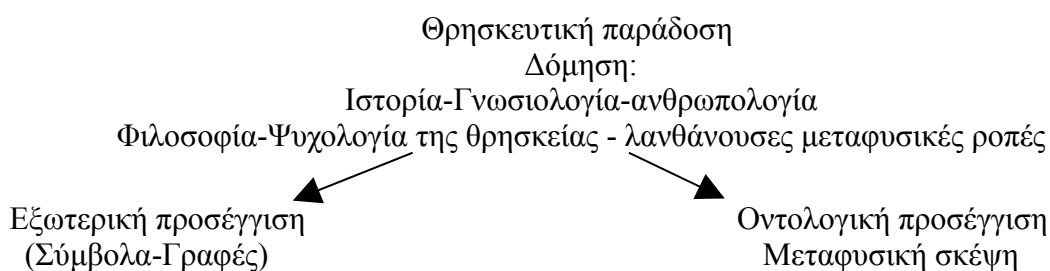 Θρησκευτική παράδοση
Δόμηση:
Ιστορία-Γνωσιολογία-ανθρωπολογία
Φιλοσοφία-Ψυχολογία της θρησκείας - λανθάνουσες μεταφυσικές ροπές
Εξωτερική προσέγγιση
(Σύμβολα-Γραφές)
Οντολογική προσέγγιση
Μεταφυσική σκέψη